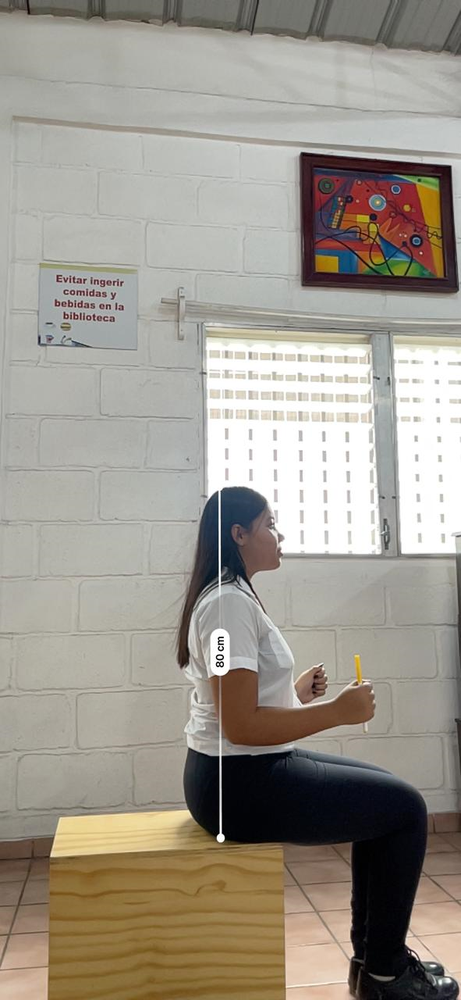 Evitar ingerir
comidas y
bebidas en la
biblioteca
80 cm